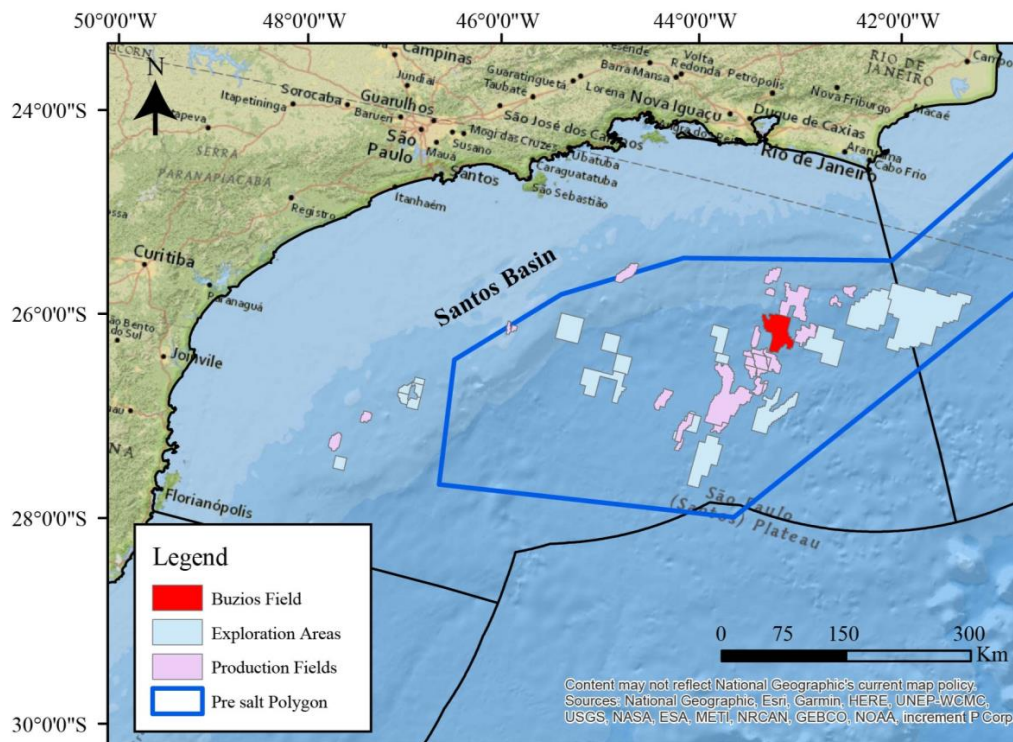 50°0'0"W
48°0'0"W
46°0'0"W
44°0'0"W
42°0'0"W
24°0'0"S
26°0'0"S
28°0'0"S
30°0'0"S
N
Campinas
Jundiaí
Sorocaba
Guarulhos
Itapetininga
Barueri
São
Paulo
Mauá
Suzano
Mogi das Cruzes
Santos
Itanhaém
Registro
SERRA
PARANAPIACABA
Taubate
Guaratinguetá
Lorena
São José dos Campos
Ubatuba
Caraguatatuba
São Sebastião
Barra Mansa
Volta
Redonda
Petrópolis
Nova Iguaçu
Nova Friburgo
Duque de Caxias
RIO DE
JANEIRO
Macaé
Araruama
Cabo Frio
Rio de Janeiro
Curitiba
Paranaguá
São Bento
do Sul
Joinvile
Florianópolis
Santos Basin
São Paulo
(Santos) Plateau
Legend
Buzios Field
Exploration Areas
Production Fields
Pre salt Polygon
0 75 150 300
Km
Content may not reflect National Geographic's current map policy.
Sources: National Geographic, Esri, Garmin, HERE, UNEP-WCMC,
USGS, NASA, ESA, METI, NRCAN, GEBCO, NOAA, increment P Corp